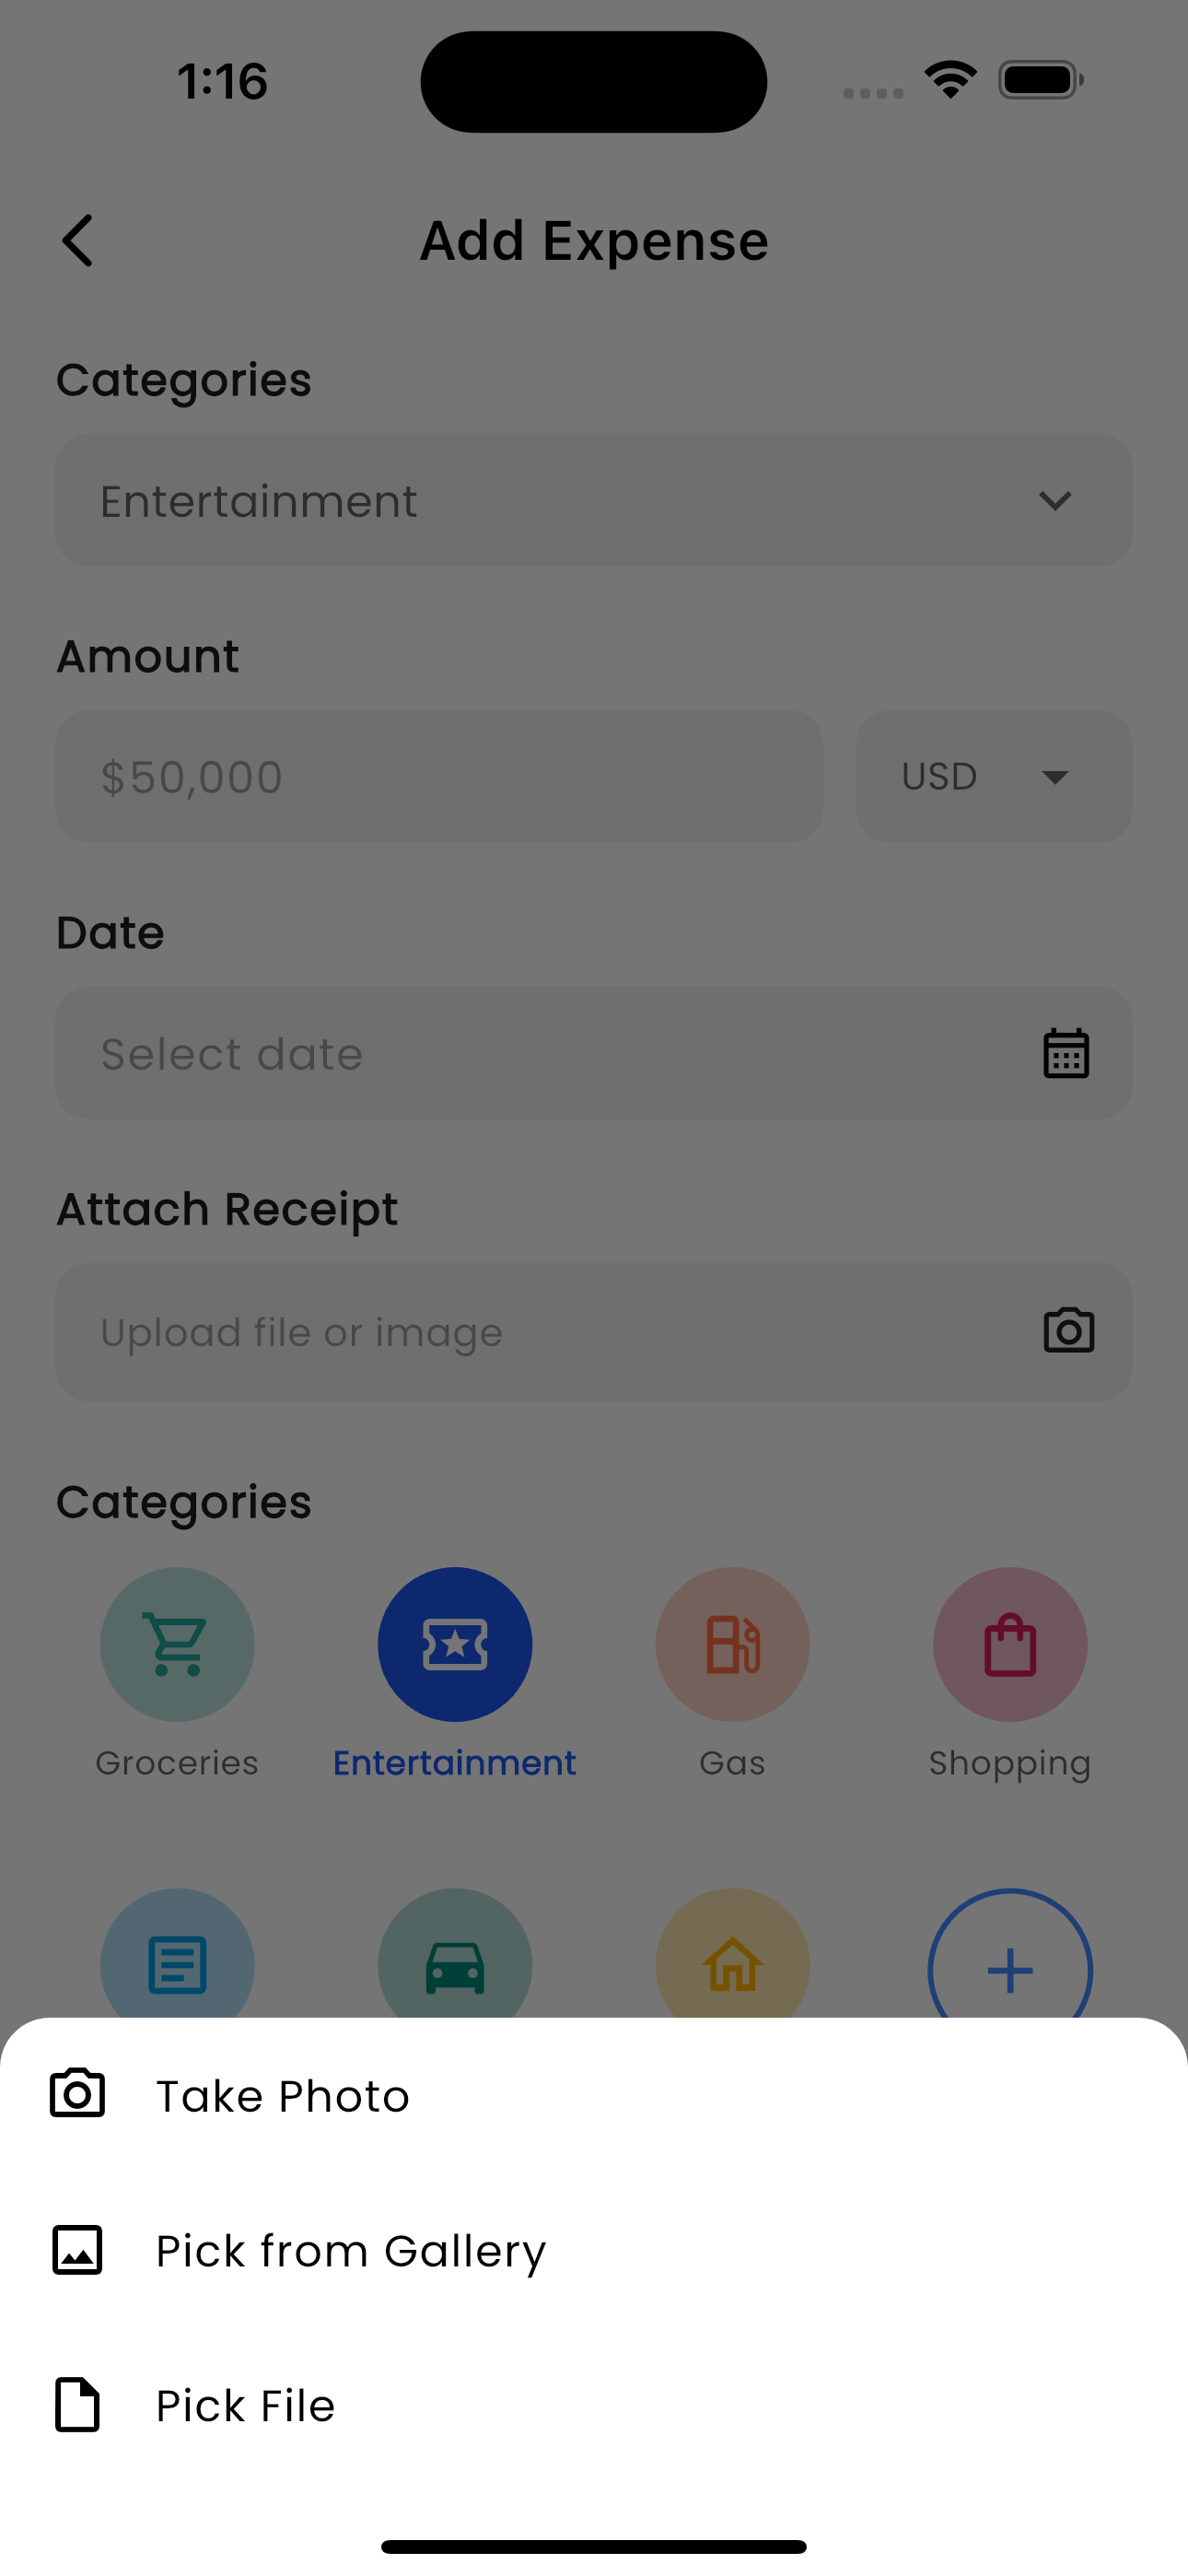 1:16
Add Expense
Categories
Entertainment
Amount
$50,000
USD
Date
Select date
Attach Receipt
Upload file or image
Categories
Groceries
Entertainment
Gas
Shopping
Take Photo
Pick from Gallery
Pick File